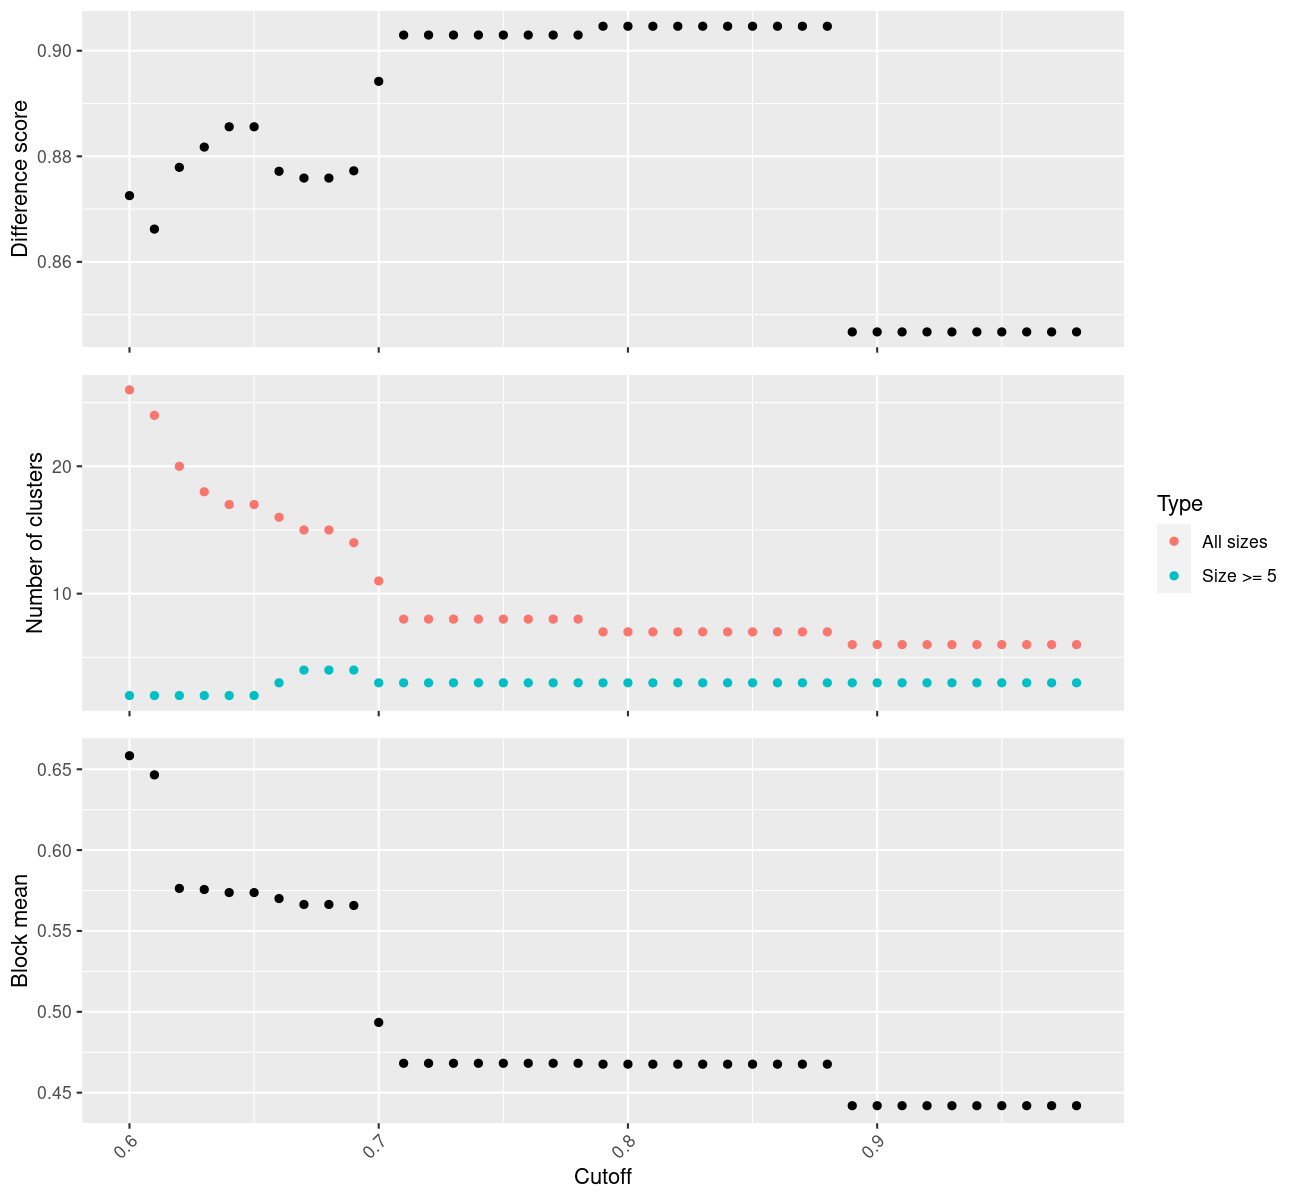 Difference score
0.90
0.88
0.86
Number of clusters
20
10
Type
All sizes
Size >= 5
Block mean
0.65
0.60
0.55
0.50
0.45
0.6
0.7
0.8
0.9
Cutoff